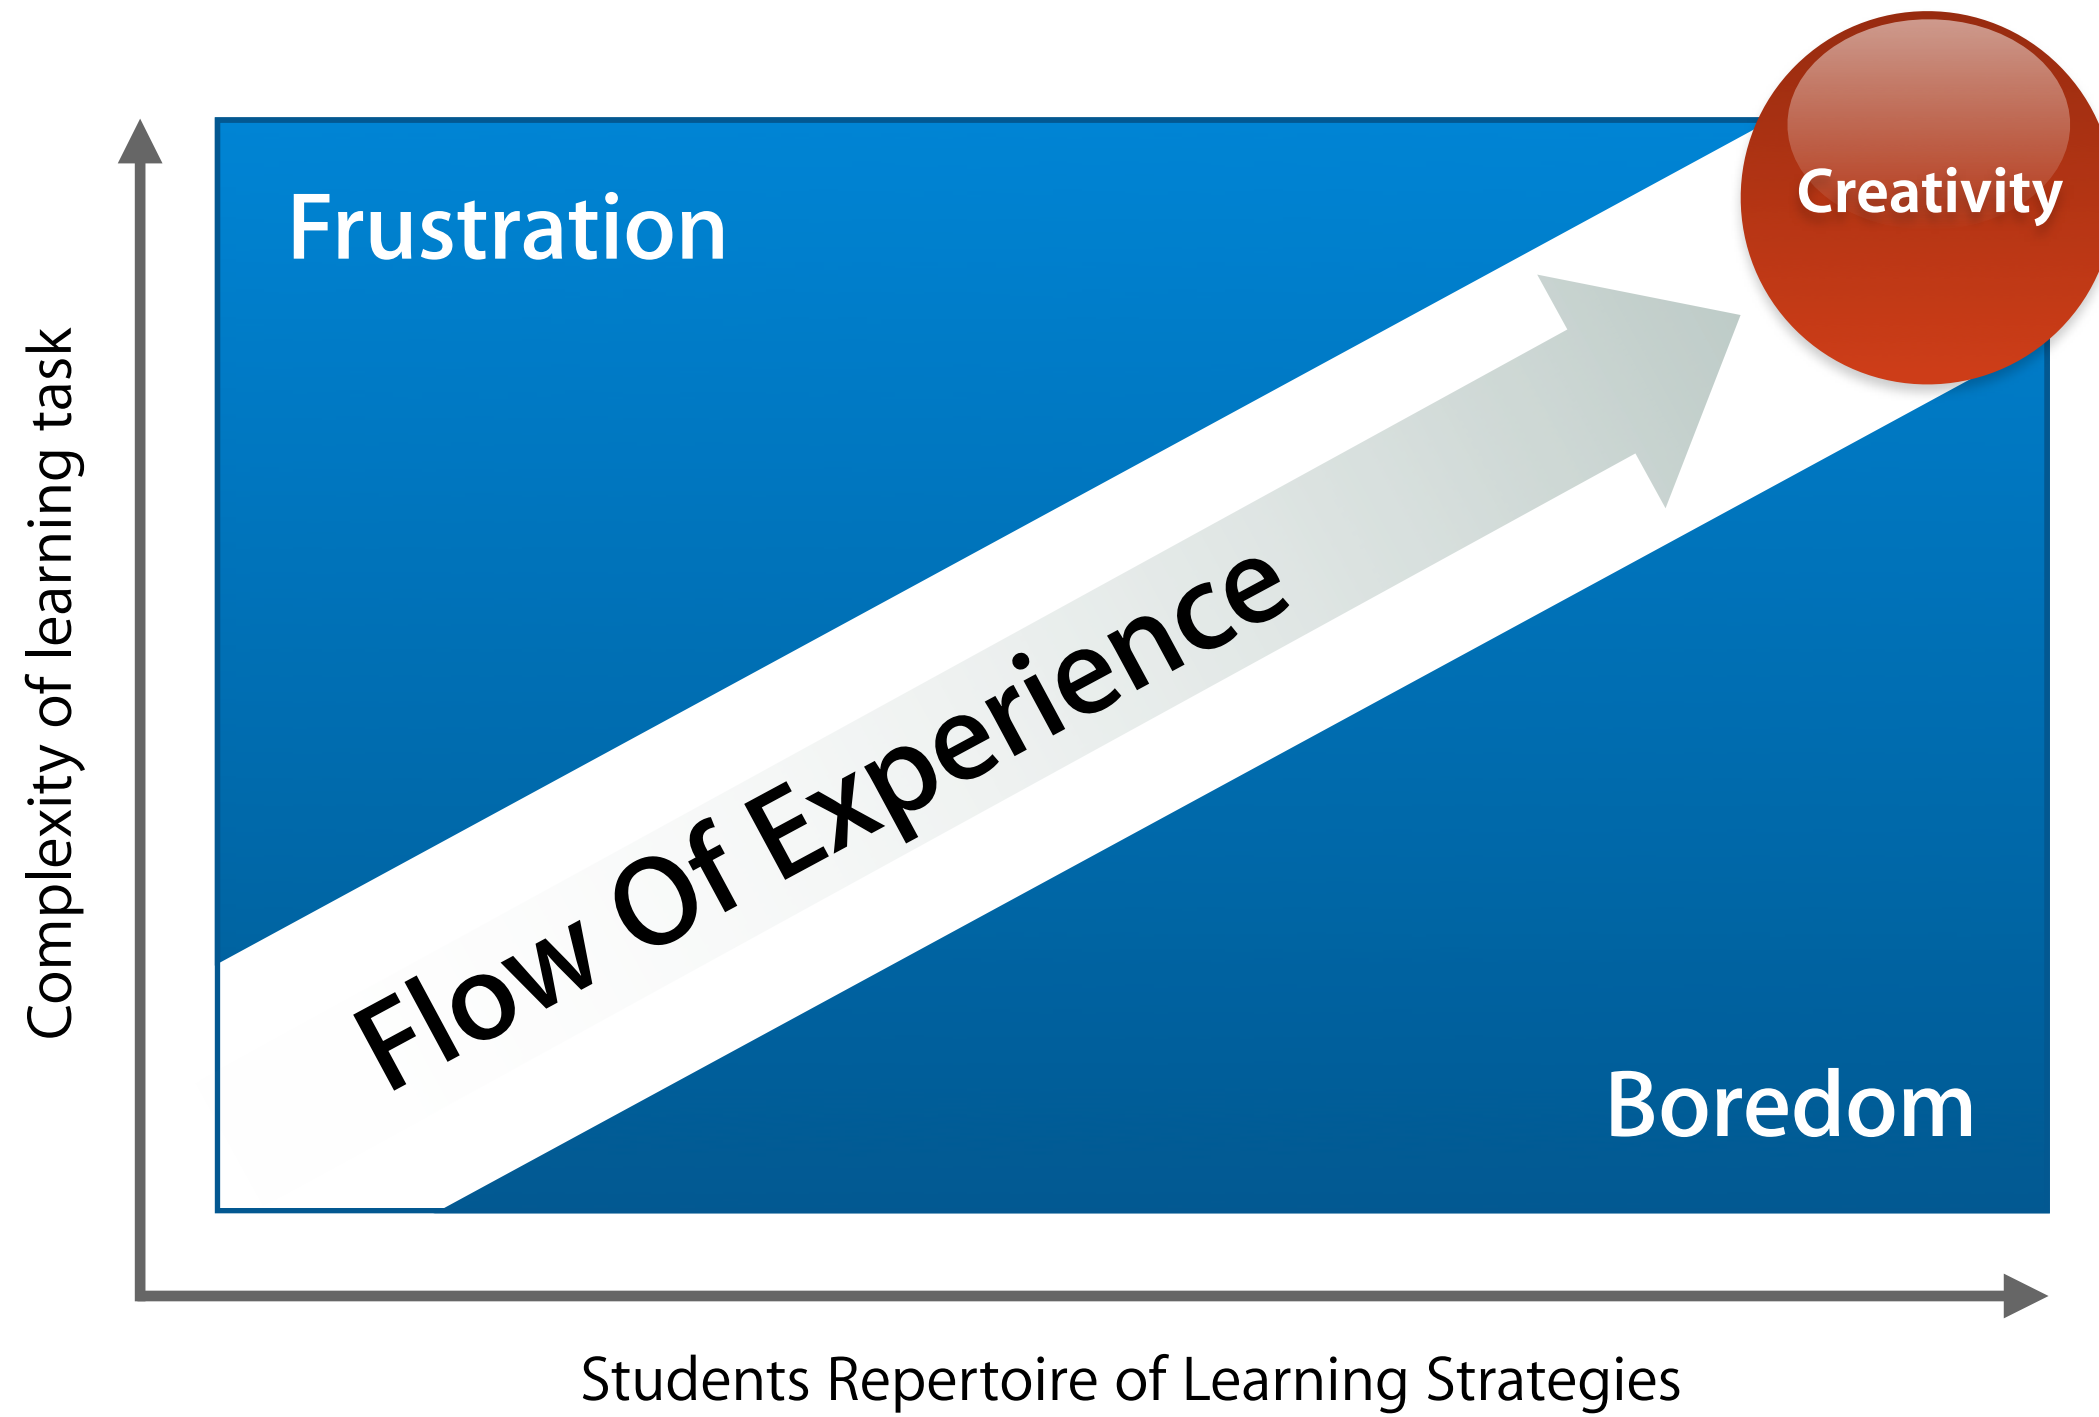 Creativity
Frustration
Complexity of learning task
Flow Of Experience
Boredom
Students Repertoire of Learning Strategies